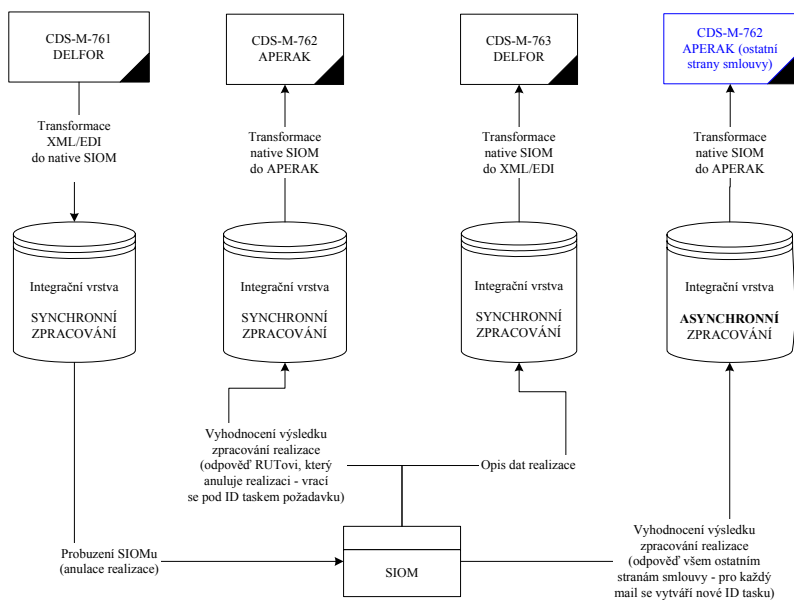 CDS-M-761
DELFOR
CDS-M-762
APERAK
CDS-M-763
DELFOR
CDS-M-762
APERAK (ostatní
strany smlouvy)
Transformace
XML/EDI
do native SIOM
Transformace
native SIOM
do APERAK
Transformace
native SIOM
do XML/EDI
Transformace
native SIOM
do APERAK
Integrační vrstva
SYNCHRONNÍ
ZPRACOVÁNÍ
Integrační vrstva
SYNCHRONNÍ
ZPRACOVÁNÍ
Integrační vrstva
SYNCHRONNÍ
ZPRACOVÁNÍ
Integrační vrstva
ASYNCHRONNÍ
ZPRACOVÁNÍ
Vyhodnocení výsledku
zpracování realizace
(odpověď RUTovi, který
anuluje realizaci - vrací
se pod ID taskem požadavku)
Opis dat realizace
Probuzení SIOMu
(anulace realizace)
SIOM
Vyhodnocení výsledku
zpracování realizace
(odpověď všem ostatním
stranám smlouvy - pro každý
mail se vytváří nové ID tasku)